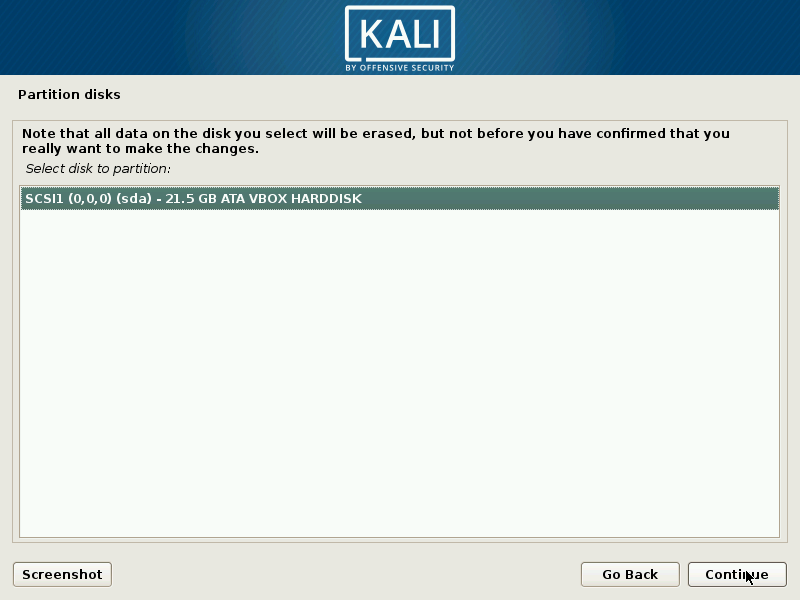 KALI
BY OFFENSIVE SECURITY
Partition disks
Note that all data on the disk you select will be erased, but not before you have confirmed that you
really want to make the changes.
Select disk to partition:
SCSI1 (0,0,0) (sda) - 21.5 GB ATA VBOX HARDDISK
Screenshot
Go Back
Continue